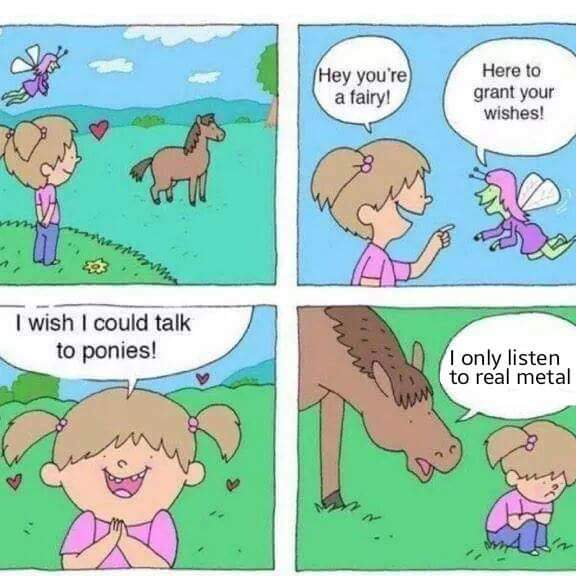 Hey you're
a fairy!
Here to
grant your
wishes!
I wish I could talk
to ponies!
I only listen
to real metal